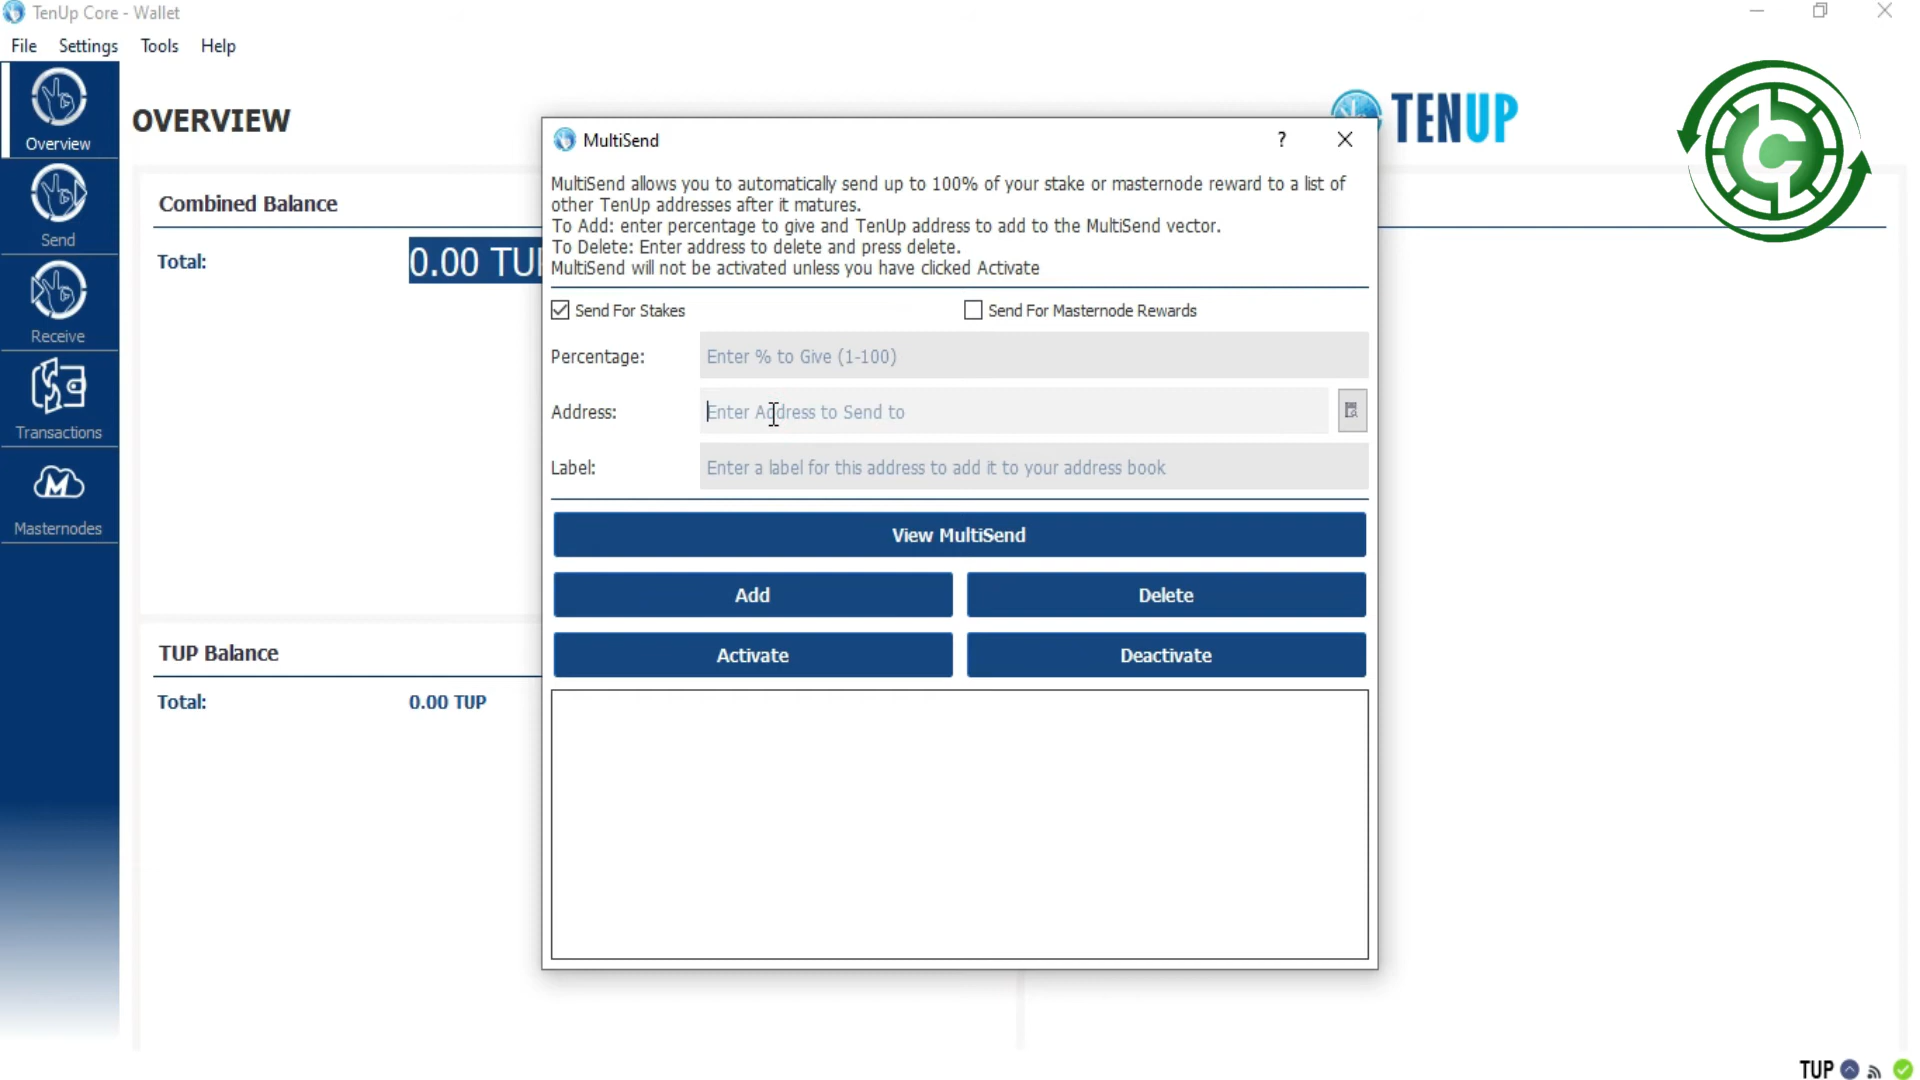 TenUp Core - Wallet
File Settings Tools Help
Overview
Send
Receive
Transactions
Masternodes
OVERVIEW
TENUP
Combined Balance
Total: 0.00 TUP
TUP Balance
Total: 0.00 TUP
MultiSend
?
MultiSend allows you to automatically send up to 100% of your stake or masternode reward to a list of
other TenUp addresses after it matures.
To Add: enter percentage to give and TenUp address to add to the MultiSend vector.
To Delete: Enter address to delete and press delete.
MultiSend will not be activated unless you have clicked Activate
Send For Stakes Send For Masternode Rewards
Percentage: Enter % to Give (1-100)
Address: Enter Address to Send to
Label: Enter a label for this address to add it to your address book
View MultiSend
Add Delete
Activate Deactivate
TUP